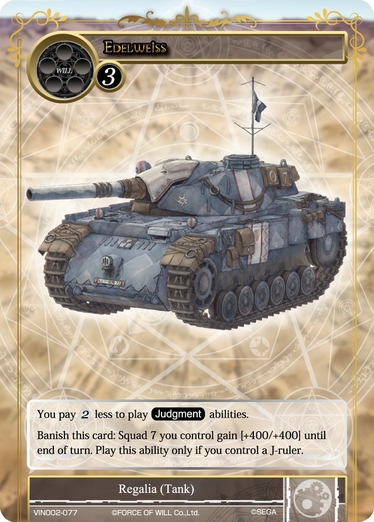 Edelweiss
WILL
3
You pay 2 less to play Judgment abilities.
Banish this card: Squad 7 you control gain [+400/+400] until
end of turn. Play this ability only if you control a J-ruler.
Regalia (Tank)
VIN002-077 ©FORCE OF WILL Co.,Ltd. ©SEGA